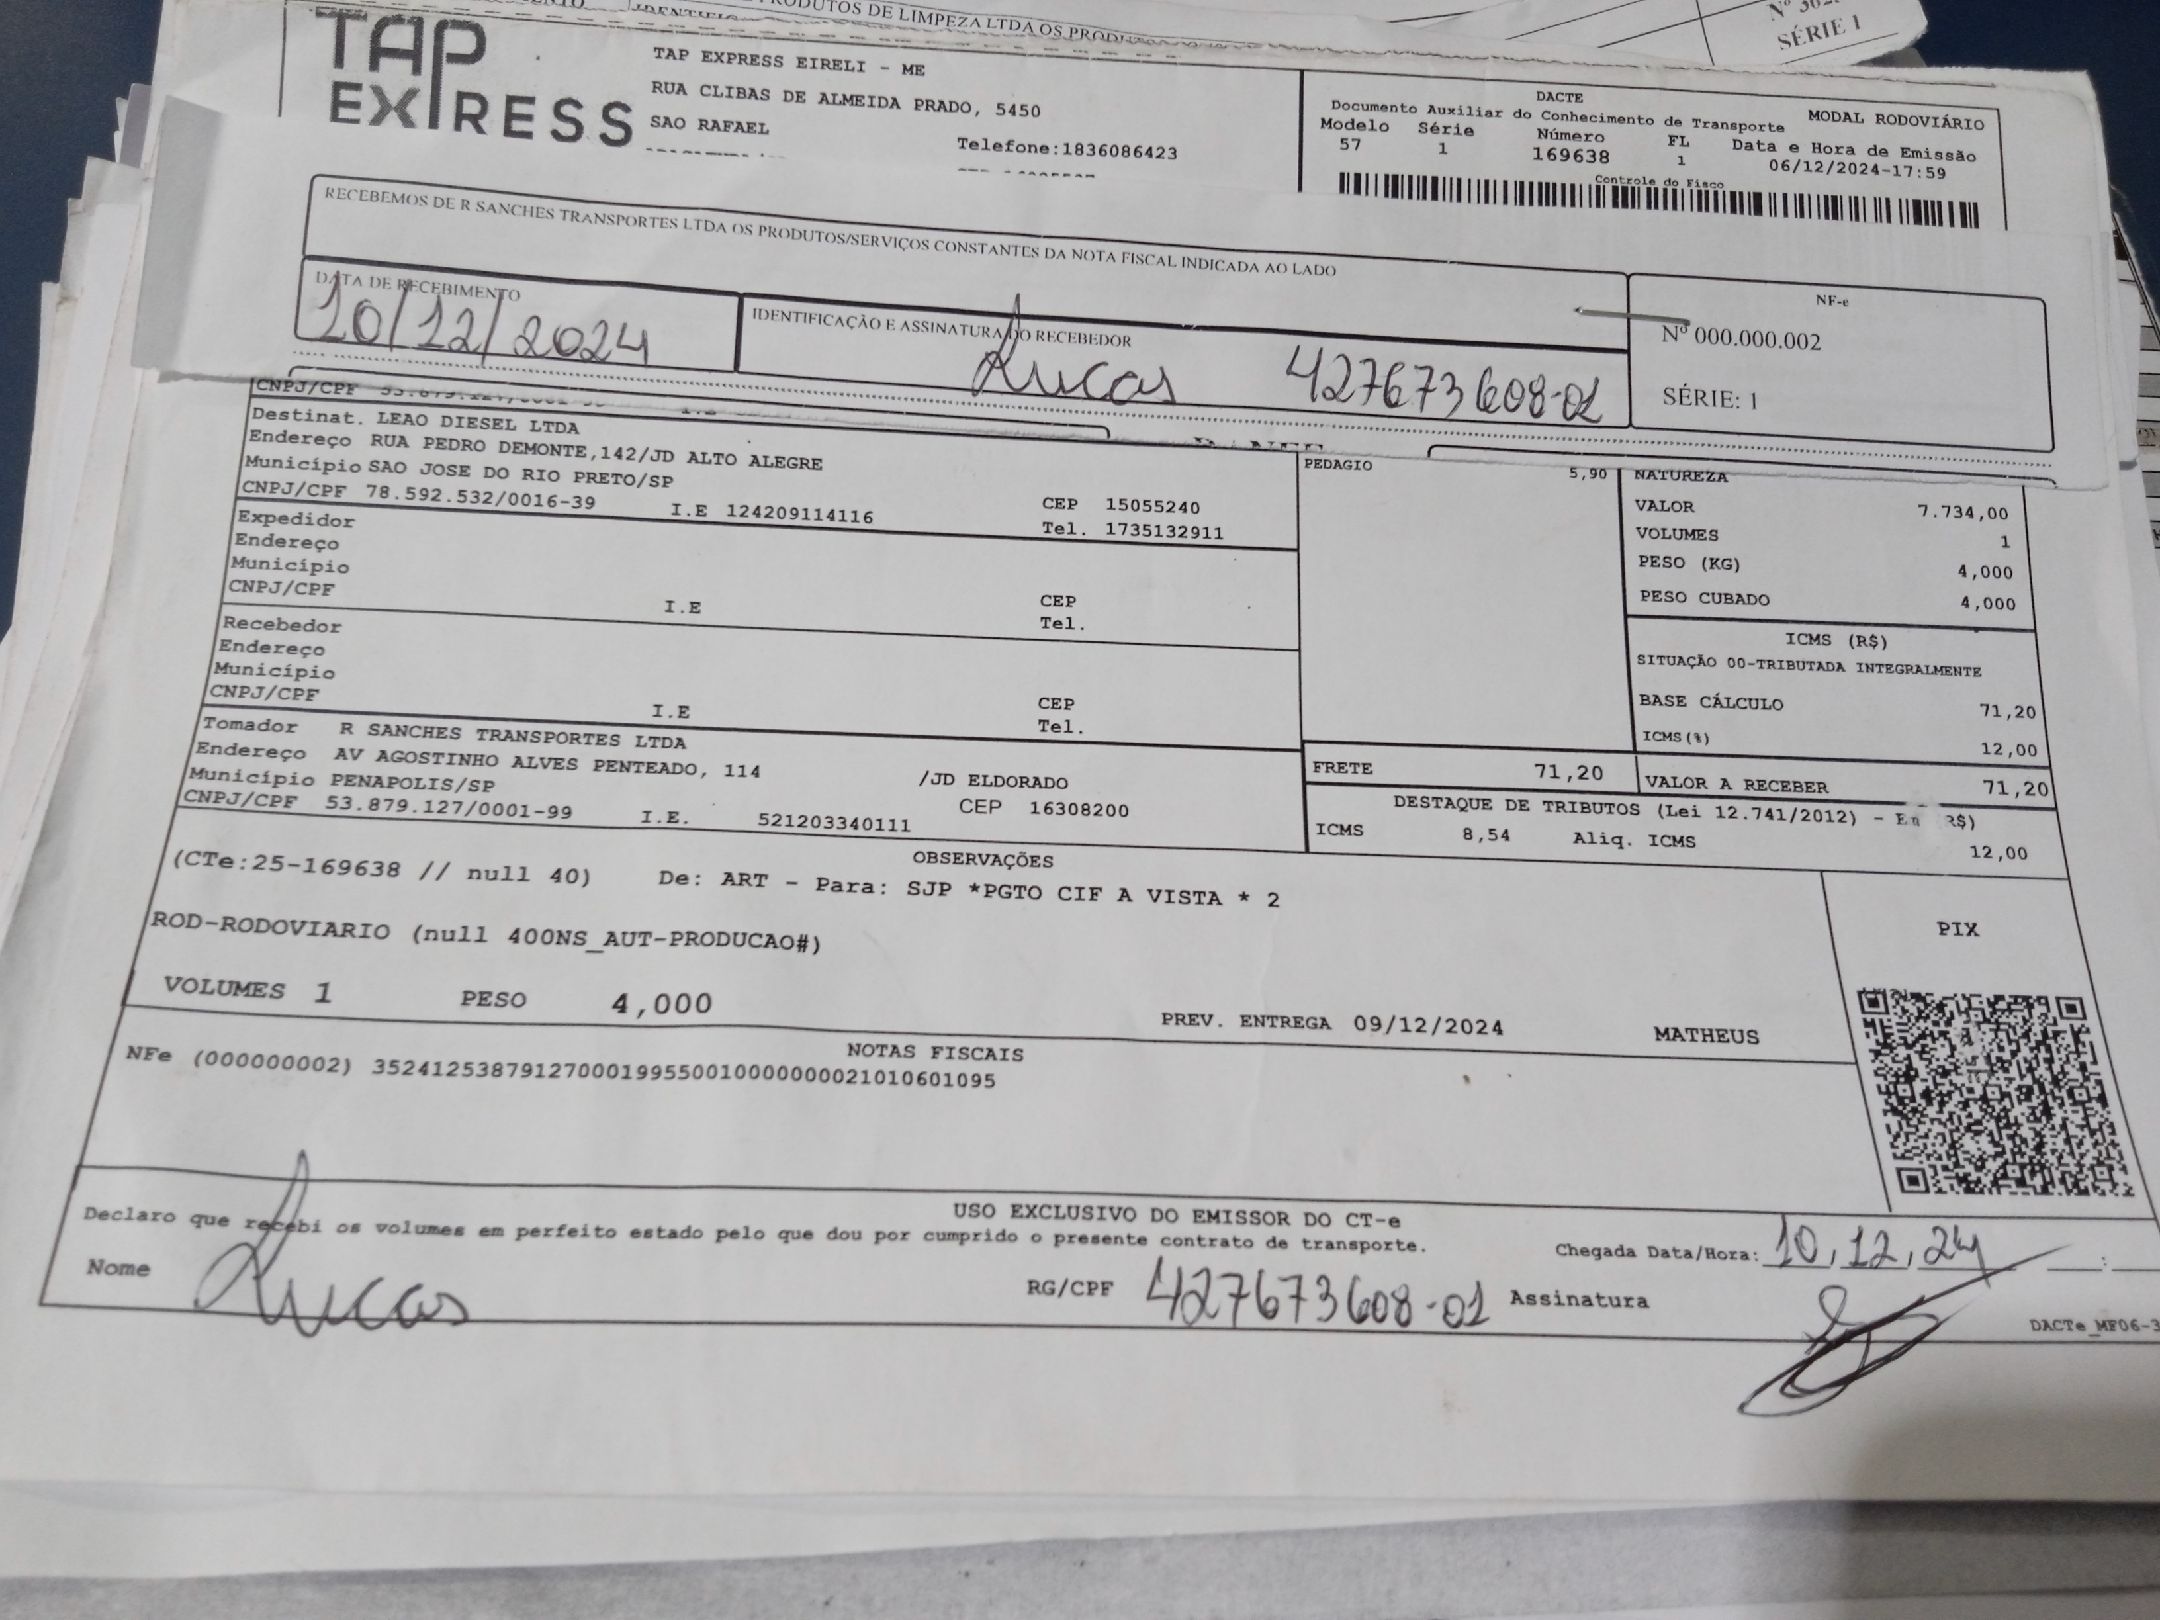 PRODUTOS DE LIMPEZA LTDA OS
SÉRIE 1
TAP
EXPRESS
TAP EXPRESS EIRELI - ME
RUA CLIBAS DE ALMEIDA PRADO, 5450
SAO RAFAEL
Telefone:1836086423
DACTE
Documento Auxiliar do Conhecimento de Transporte
MODAL RODOVIÁRIO
Modelo Série Número FL Data e Hora de Emissão
57 1 169638 1 06/12/2024-17:59
Controle do Fisco
RECEBEMOS DE R SANCHES TRANSPORTES LTDA OS PRODUTOS/SERVIÇOS CONSTANTES DA NOTA FISCAL INDICADA AO LADO
DATA DE RECEBIMENTO
10/12/2024
IDENTIFICAÇÃO E ASSINATURA DO RECEBEDOR
Lucas 427673608-01
NF-e
Nº 000.000.002
SÉRIE: 1
CNPJ/CPF
Destinat. LEAO DIESEL LTDA
Endereço RUA PEDRO DEMONTE,142/JD ALTO ALEGRE
Município SAO JOSE DO RIO PRETO/SP
CNPJ/CPF 78.592.532/0016-39 I.E 124209114116
CEP 15055240
Tel. 1735132911
Expedidor
Endereço
Município
CNPJ/CPF I.E CEP
Tel.
Recebedor
Endereço
Município
CNPJ/CPF I.E CEP
Tel.
Tomador R SANCHES TRANSPORTES LTDA
Endereço AV AGOSTINHO ALVES PENTEADO, 114 /JD ELDORADO
Município PENAPOLIS/SP
CNPJ/CPF 53.879.127/0001-99 I.E. 521203340111 CEP 16308200
PEDAGIO 5,90
NATUREZA
VALOR 7.734,00
VOLUMES 1
PESO (KG) 4,000
PESO CUBADO 4,000
ICMS (R$)
SITUAÇÃO 00-TRIBUTADA INTEGRALMENTE
BASE CÁLCULO 71,20
ICMS(%) 12,00
FRETE 71,20
VALOR A RECEBER 71,20
DESTAQUE DE TRIBUTOS (Lei 12.741/2012) - Em R$)
ICMS 8,54 Aliq. ICMS 12,00
OBSERVAÇÕES
(CTe:25-169638 // null 40) De: ART - Para: SJP *PGTO CIF A VISTA * 2
ROD-RODOVIARIO (null 400NS_AUT-PRODUCAO#)
PIX
VOLUMES 1 PESO 4,000
PREV. ENTREGA 09/12/2024 MATHEUS
NOTAS FISCAIS
NFe (000000002) 35241253879127000199550010000000021010601095
USO EXCLUSIVO DO EMISSOR DO CT-e
Declaro que recebi os volumes em perfeito estado pelo que dou por cumprido o presente contrato de transporte.
Chegada Data/Hora: 10,12,24 :
Nome Lucas
RG/CPF 427673608-01 Assinatura
DACTe_MF06-3